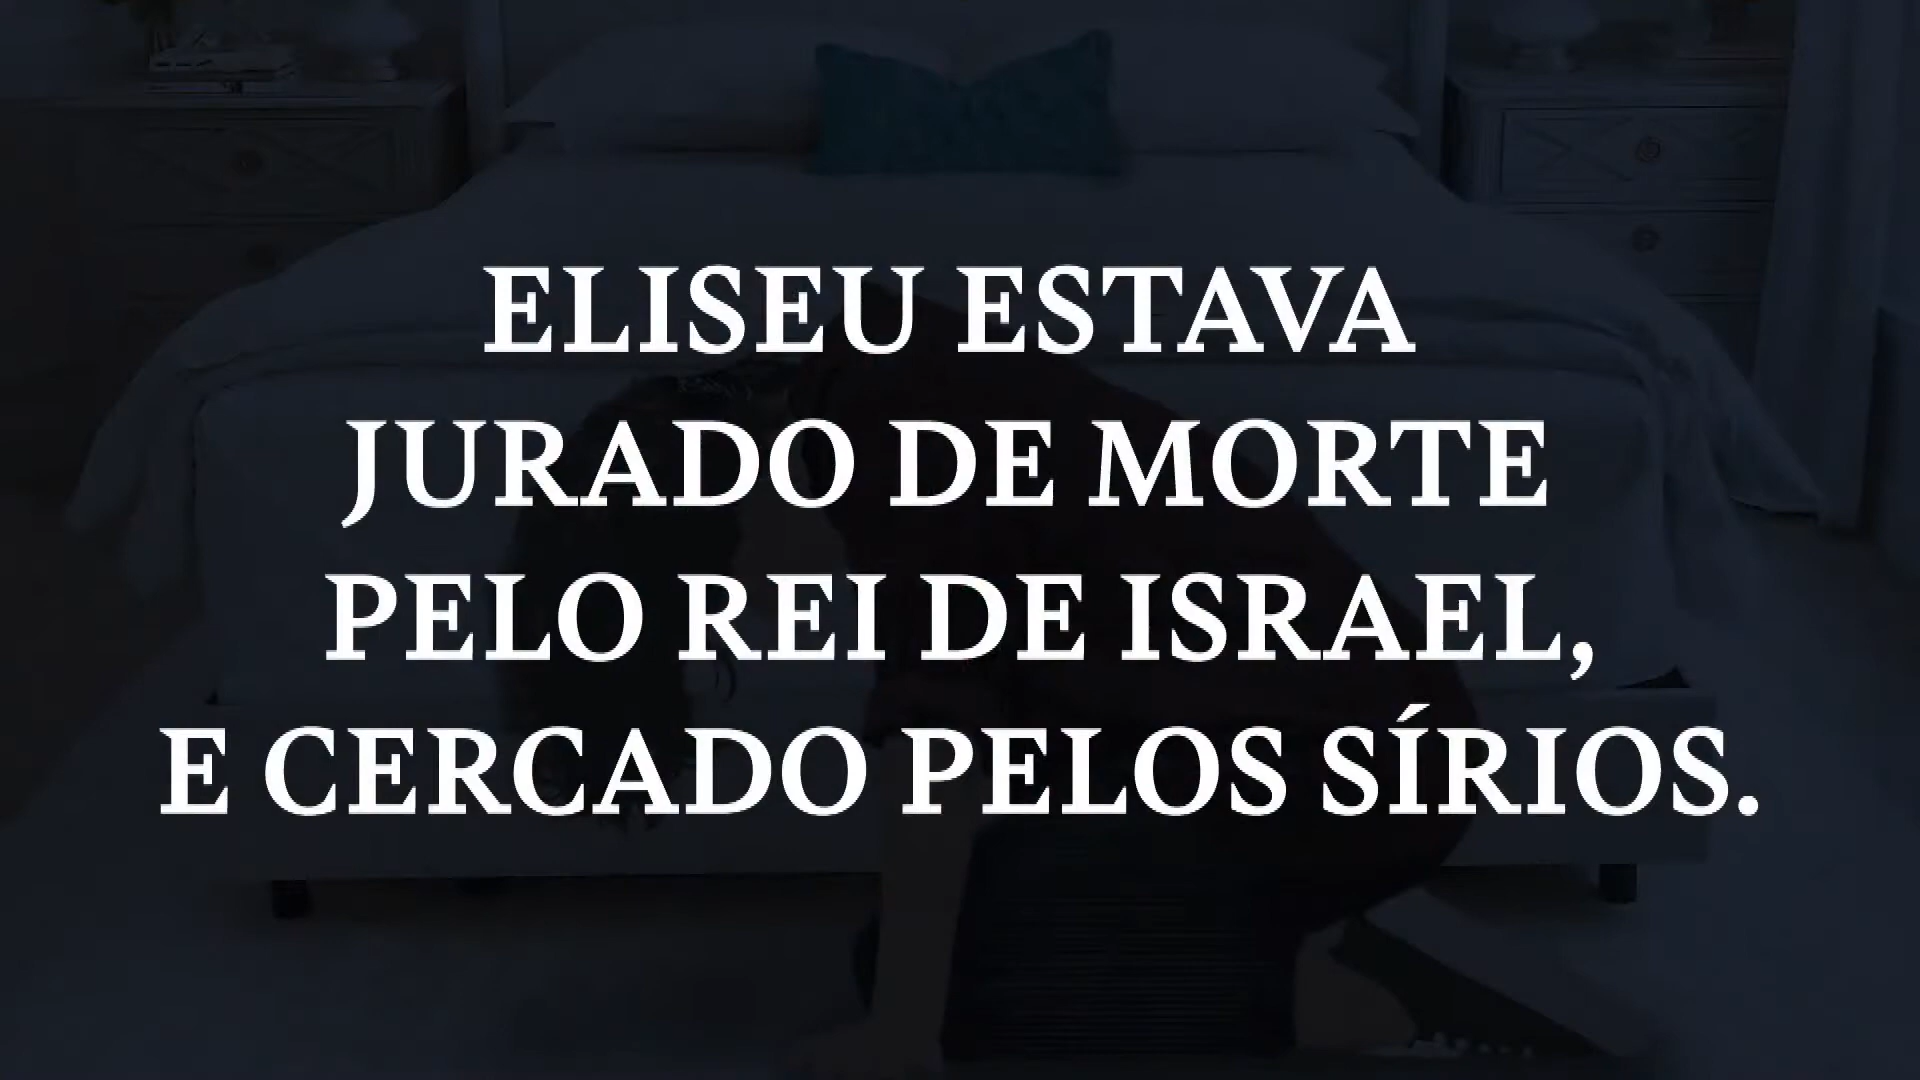 ELISEU ESTAVA
JURADO DE MORTE
PELO REI DE ISRAEL,
E CERCADO PELOS SÍRIOS.